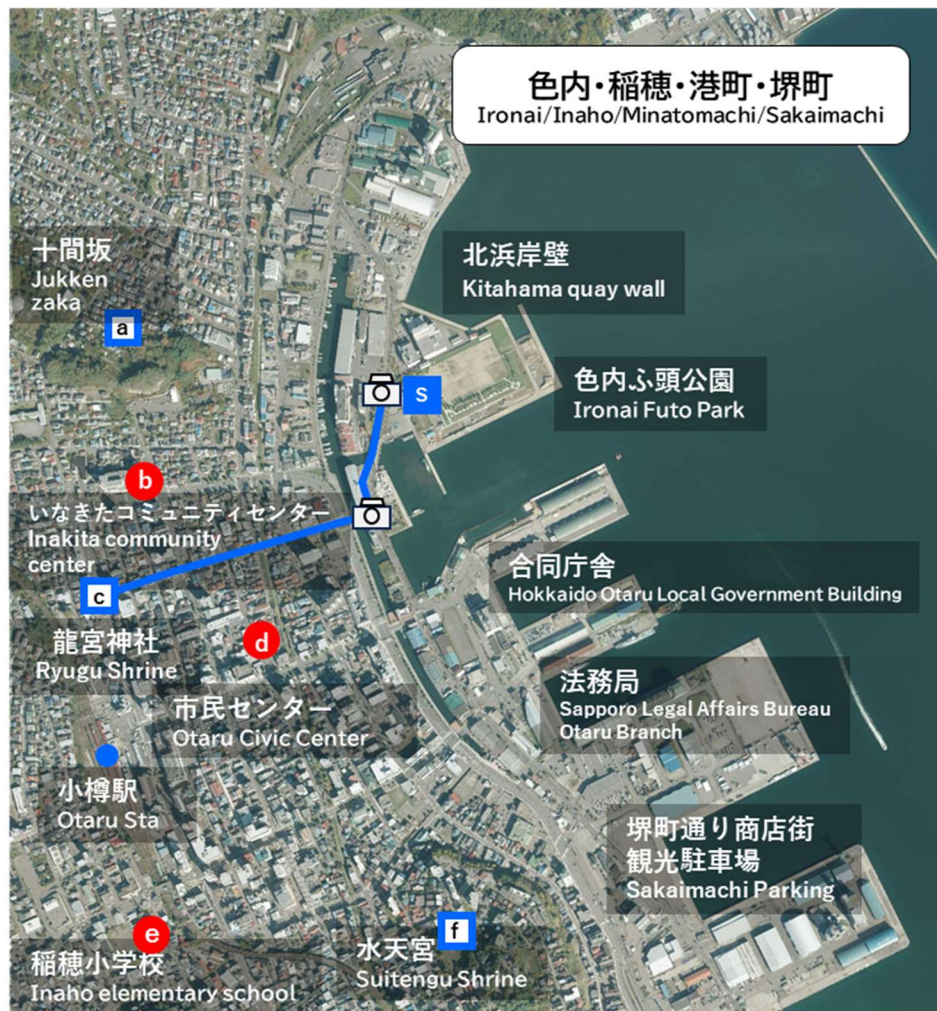 色内・稲穂・港町・堺町
Ironai/Inaho/Minatomachi/Sakaimachi
十間坂
Jukken
zaka
a
北浜岸壁
Kitahama quay wall
S
色内ふ頭公園
Ironai Futo Park
b
いなきたコミュニティセンター
Inakita community
center
合同庁舎
Hokkaido Otaru Local Government Building
c
龍宮神社
Ryugu Shrine
d
法務局
Sapporo Legal Affairs Bureau
Otaru Branch
市民センター
Otaru Civic Center
小樽駅
Otaru Sta
堺町通り商店街
観光駐車場
Sakaimachi Parking
e
稲穂小学校
Inaho elementary school
f
水天宮
Suitengu Shrine